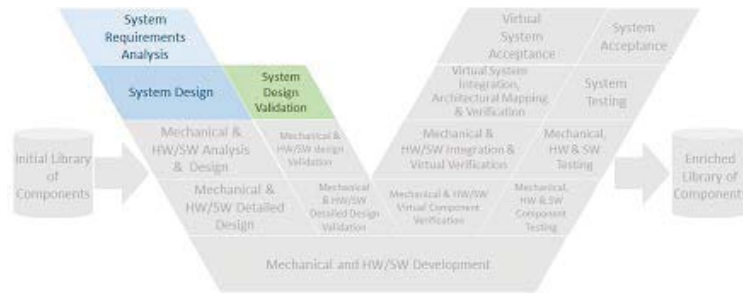 System
Requirements
Analysis
Virtual
System
Acceptance
System
Acceptance
System Design
System
Design
Validation
Virtual System
Integration,
Architectural Mapping
& Verification
System
Testing
Initial Library
of
Components
Mechanical &
HW/SW Analysis
& Design
Mechanical &
HW/SW design
Validation
Mechanical &
HW/SW Integration &
Virtual Verification
Mechanical,
HW & SW
Testing
Enriched
Library of
Component
Mechanical &
HW/SW Detailed
Design
Mechanical
& HW/SW
Detailed Design
Validation
Mechanical & HW/SW
Virtual Component
Verification
Mechanical,
HW & SW
Component
Testing
Mechanical and HW/SW Development